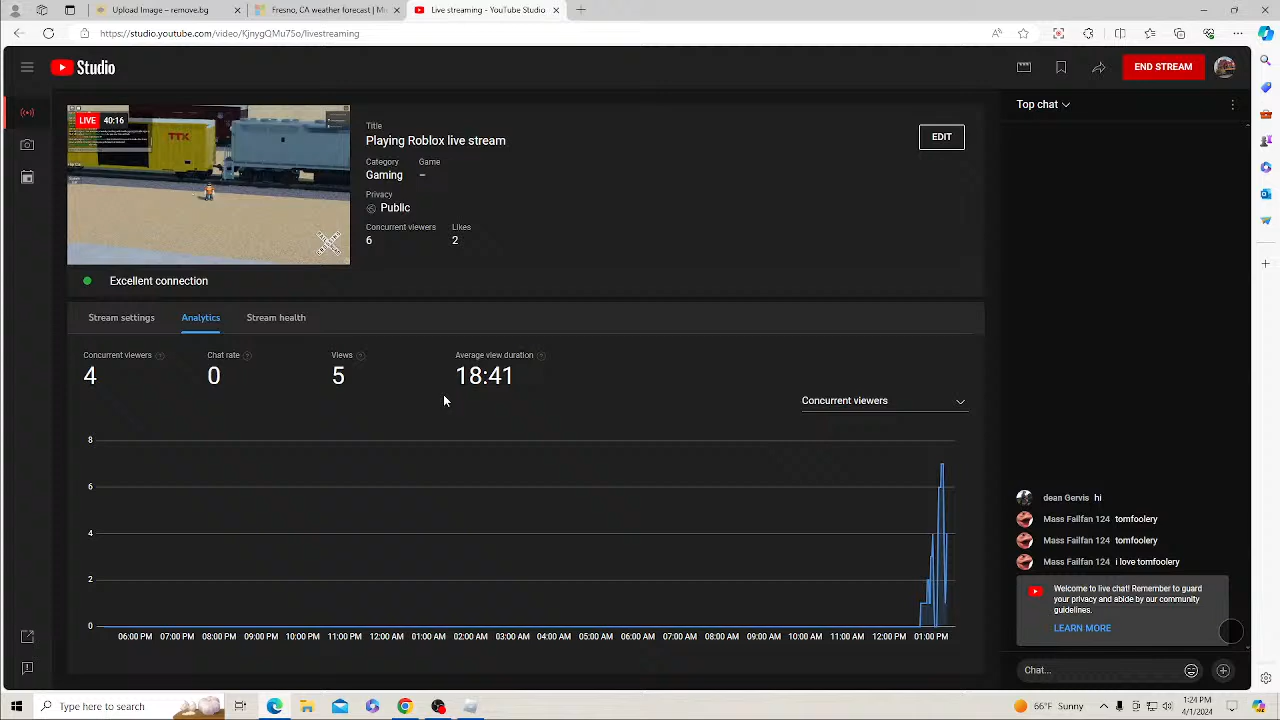 Upload Image – remove.bg
Fresno, CA weather forecast | Mi
Live streaming - YouTube Studio
https://studio.youtube.com/video/KjnygQMu75o/livestreaming
Studio
END STREAM
LIVE 40:16
TTX
Title
Playing Roblox live stream
EDIT
Category Game
Gaming –
Privacy
Public
Concurrent viewers Likes
6 2
Excellent connection
Stream settings Analytics Stream health
Concurrent viewers Chat rate Views Average view duration
4 0 5 18:41
Concurrent viewers
8
6
4
2
0
06:00 PM 07:00 PM 08:00 PM 09:00 PM 10:00 PM 11:00 PM 12:00 AM 01:00 AM 02:00 AM 03:00 AM 04:00 AM 05:00 AM 06:00 AM 07:00 AM 08:00 AM 09:00 AM 10:00 AM 11:00 AM 12:00 PM 01:00 PM
Top chat
dean Gervis hi
Mass Failfan 124 tomfoolery
Mass Failfan 124 tomfoolery
Mass Failfan 124 i love tomfoolery
Welcome to live chat! Remember to guard
your privacy and abide by our community
guidelines.
LEARN MORE
Chat...
Type here to search
66°F Sunny
1:24 PM
4/1/2024